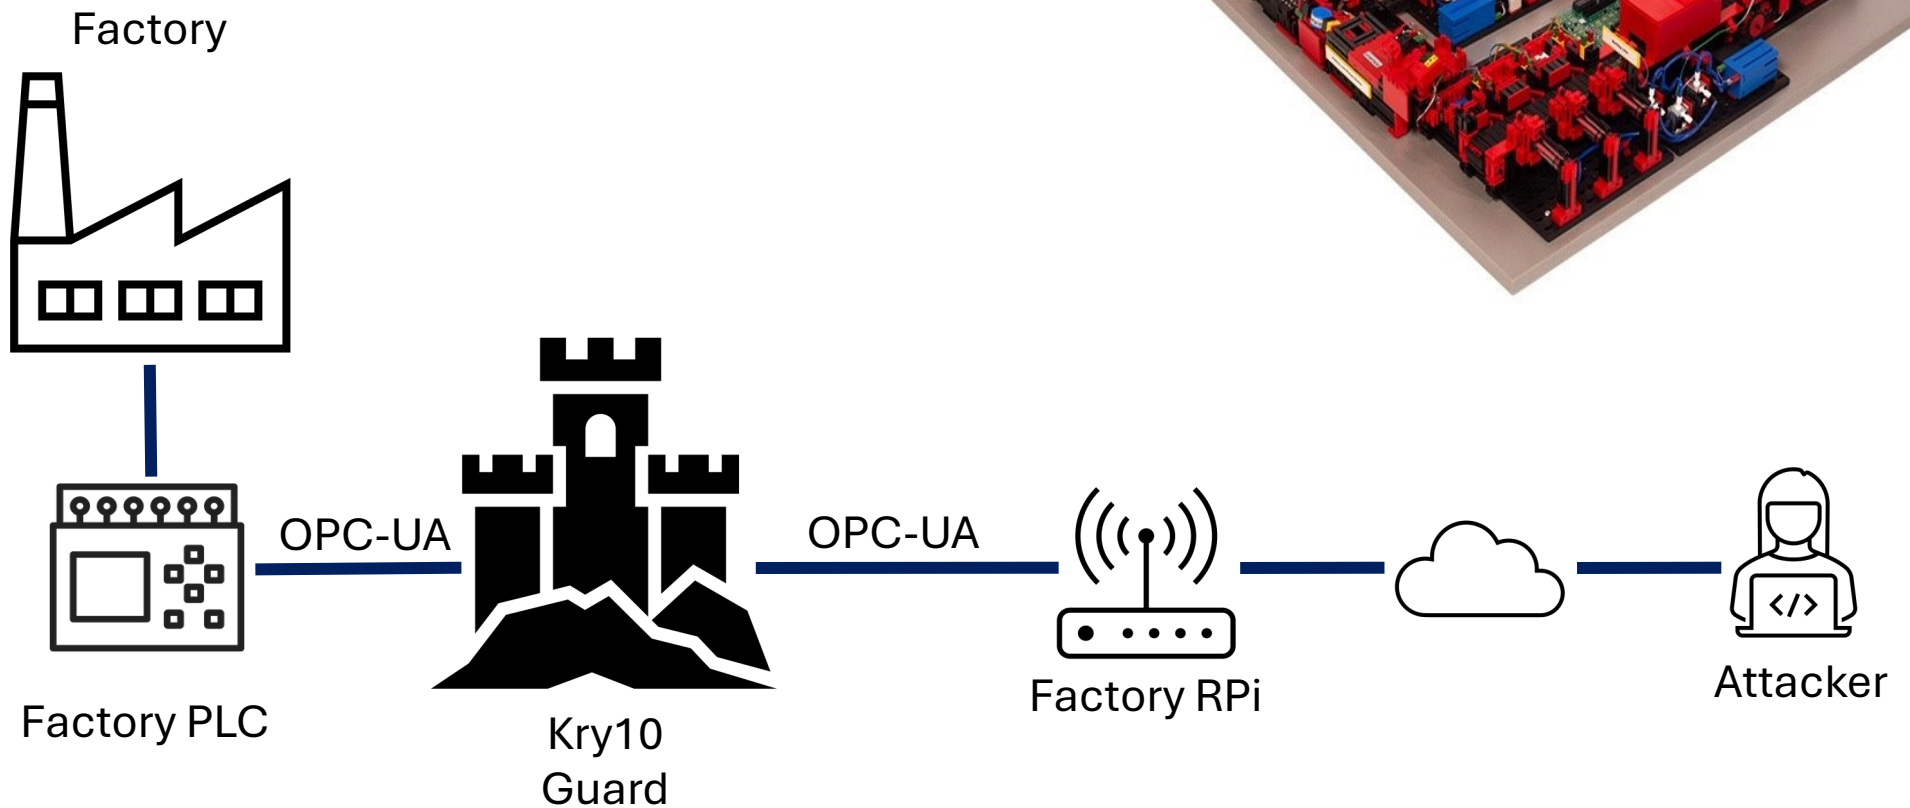 Factory
OPC-UA
OPC-UA
</>
Factory RPi
Attacker
Factory PLC
Kry10
Guard